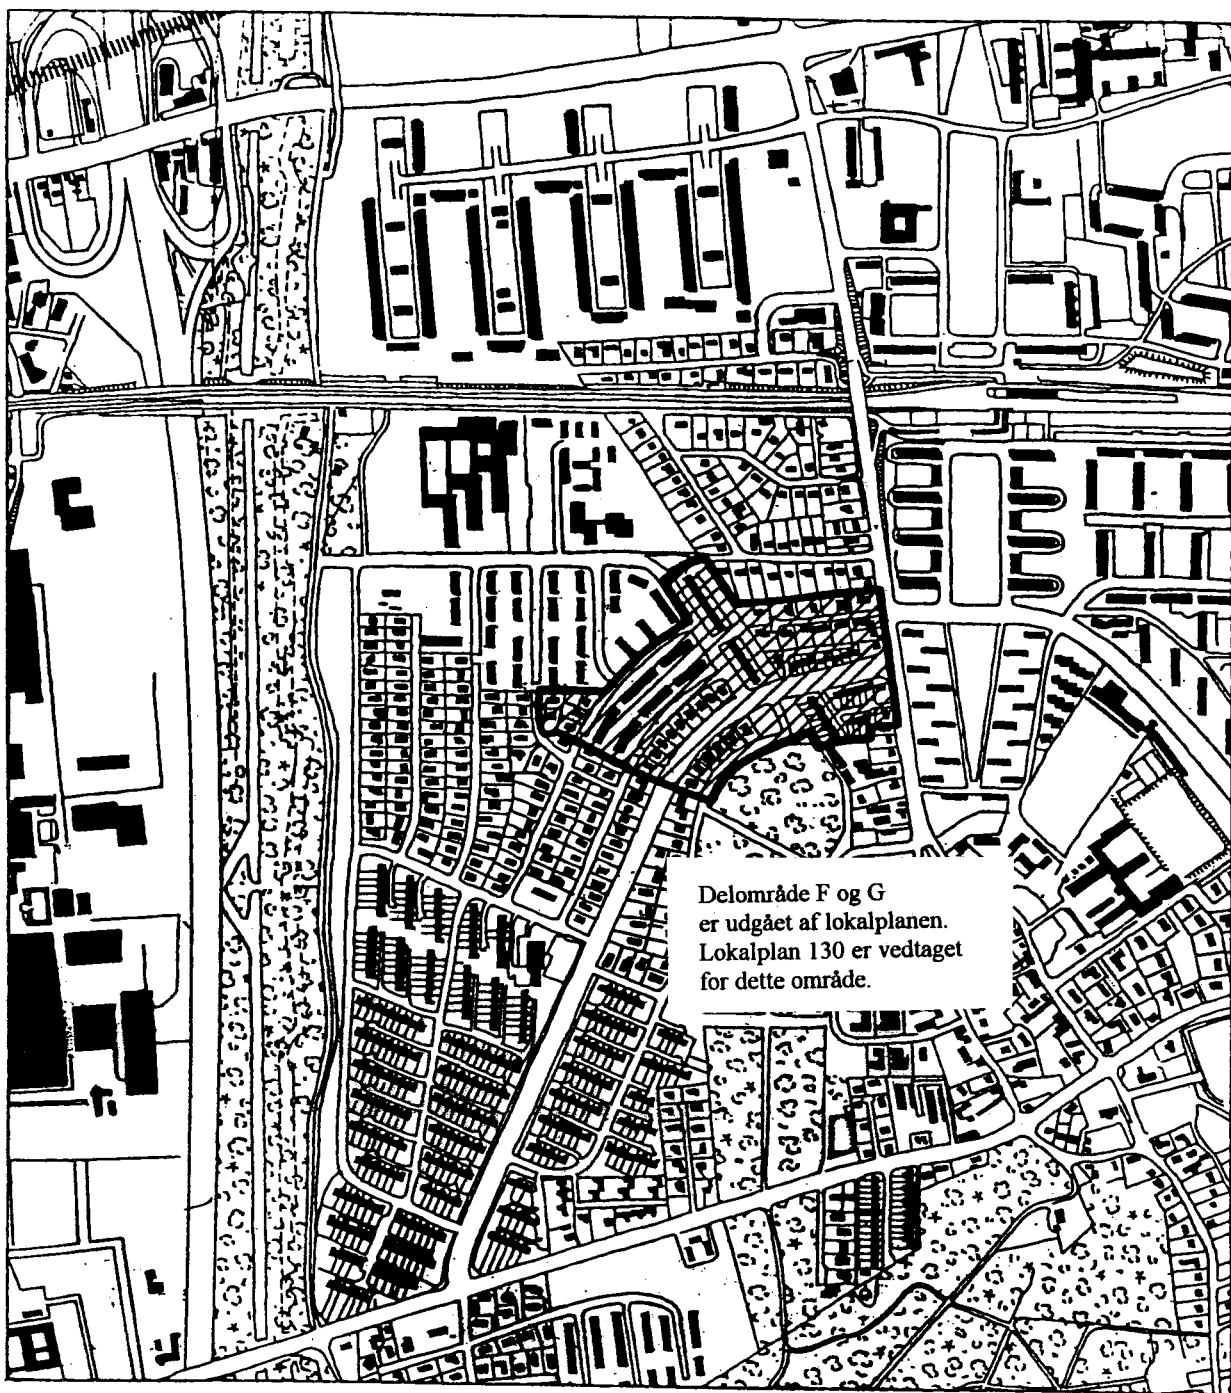 Delområde F og G
er udgået af lokalplanen.
Lokalplan 130 er vedtaget
for dette område.